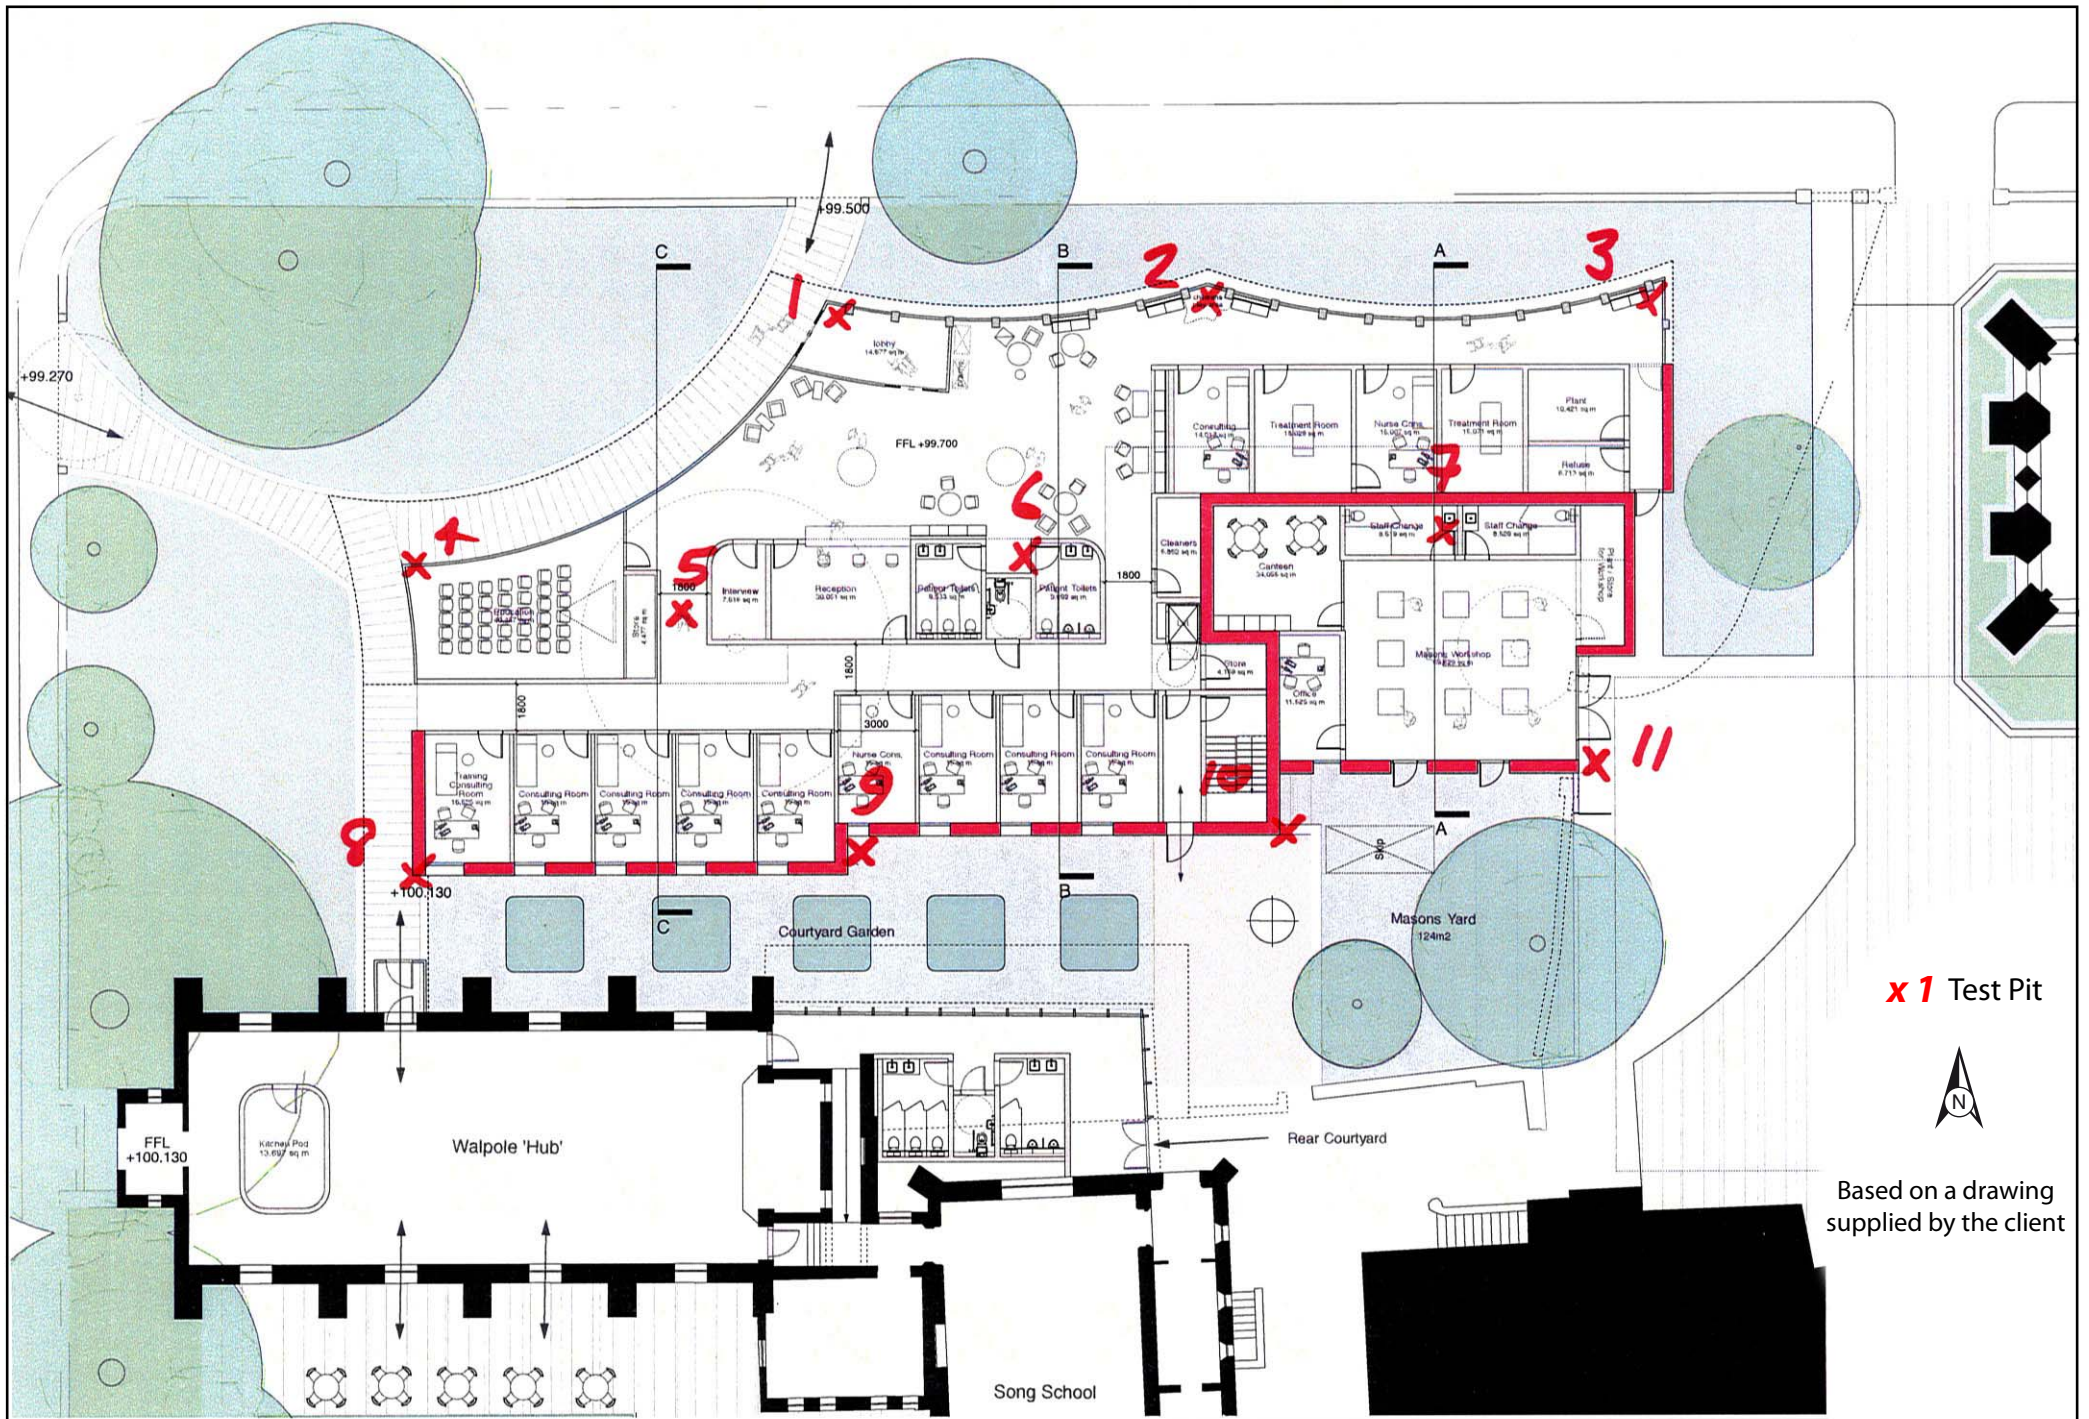 +99.500
C
B
A
1
2
3
lobby
+99.270
FFL +99.700
Consulting
Treatment Room
Nurse Cons.
Treatment Room
Plant
Refuse
7
6
4
5
1800
Interview
Reception
Patient Toilets
Patient Toilets
1800
Cleaners
Canteen
Staff Change
Staff Change
Plant / Store
for Workshop
Education
Store
1800
1800
Store
Office
Masons Workshop
3000
Training
Consulting
Room
Consulting Room
Consulting Room
Consulting Room
Consulting Room
Nurse Cons.
Consulting Room
Consulting Room
Consulting Room
8
9
10
11
+100.130
A
B
C
Skip
Courtyard Garden
Masons Yard
124m2
x 1 Test Pit
N
FFL
+100.130
Kitchen Pod
Walpole 'Hub'
Rear Courtyard
Based on a drawing
supplied by the client
Song School